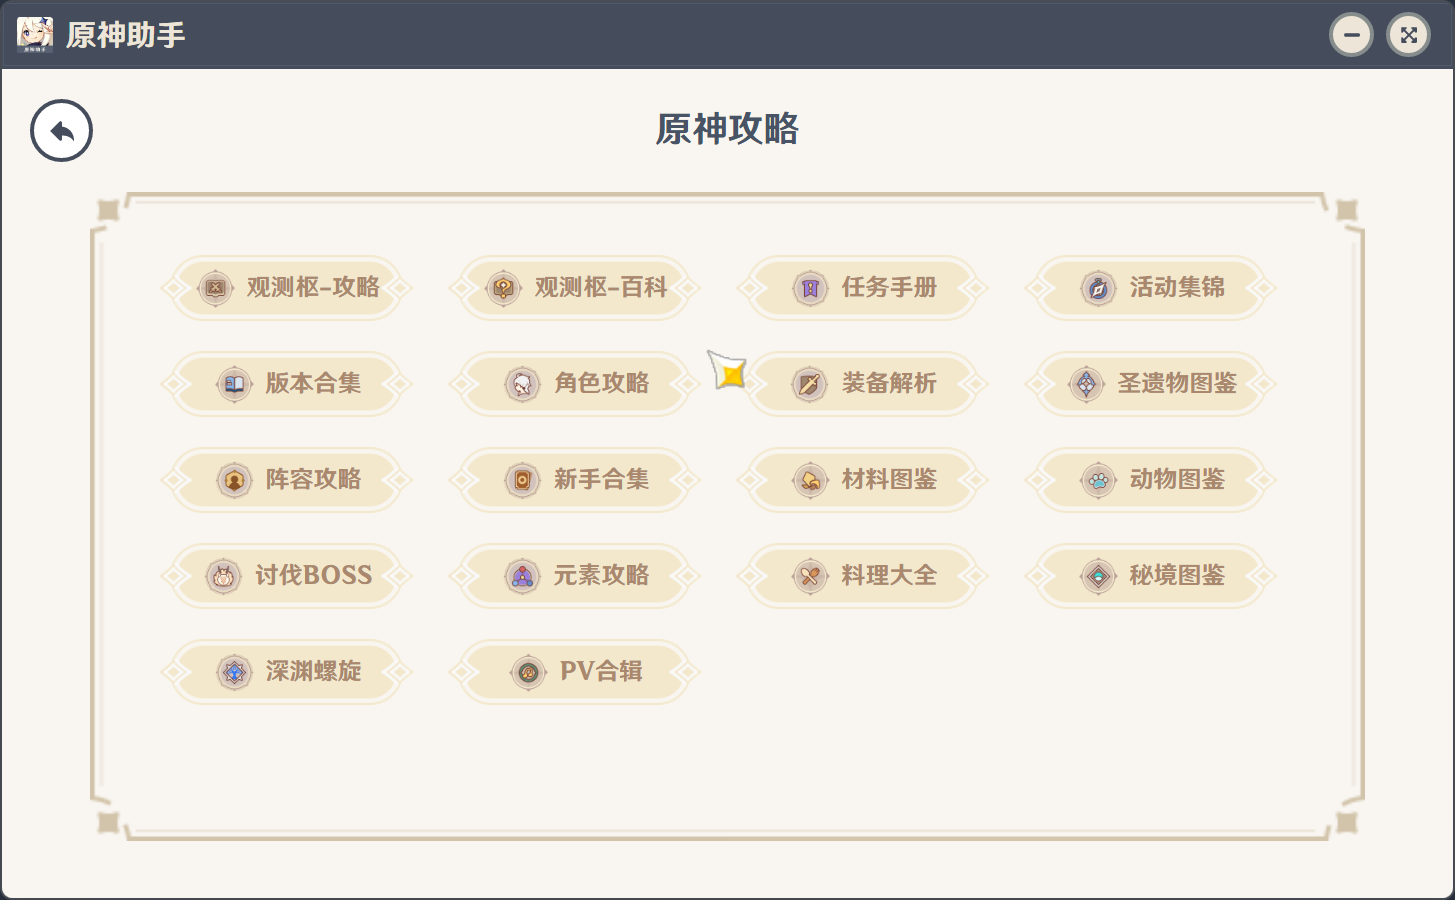 原神助手
原神攻略
观测枢-攻略
观测枢-百科
任务手册
活动集锦
版本合集
角色攻略
装备解析
圣遗物图鉴
阵容攻略
新手合集
材料图鉴
动物图鉴
讨伐BOSS
元素攻略
料理大全
秘境图鉴
深渊螺旋
PV合辑